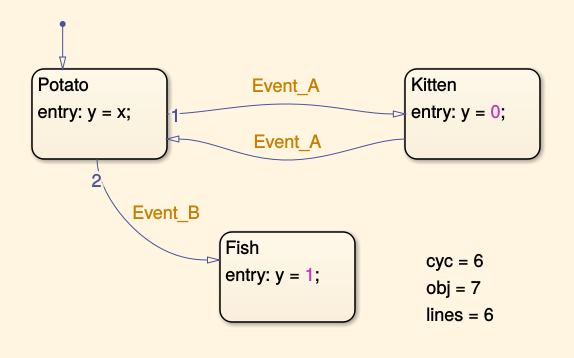 Potato
entry: y = x;
1
Event_A
Kitten
entry: y = 0;
Event_A
2
Event_B
Fish
entry: y = 1;
cyc = 6
obj = 7
lines = 6